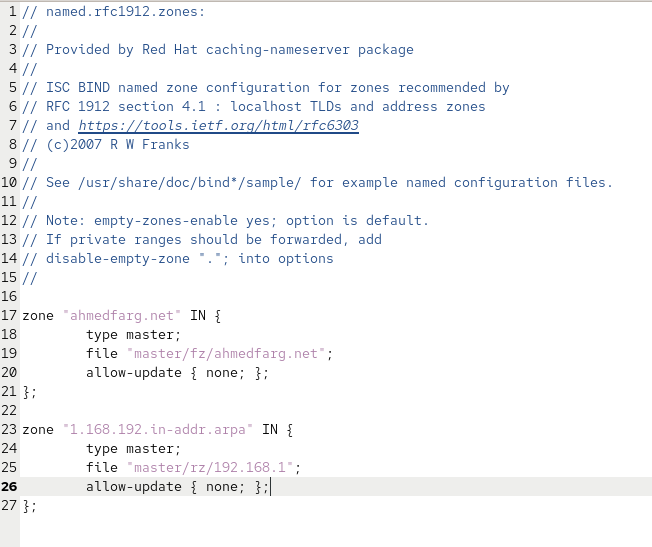 1 // named.rfc1912.zones:
2 //
3 // Provided by Red Hat caching-nameserver package
4 //
5 // ISC BIND named zone configuration for zones recommended by
6 // RFC 1912 section 4.1 : localhost TLDs and address zones
7 // and https://tools.ietf.org/html/rfc6303
8 // (c)2007 R W Franks
9 //
10 // See /usr/share/doc/bind*/sample/ for example named configuration files.
11 //
12 // Note: empty-zones-enable yes; option is default.
13 // If private ranges should be forwarded, add
14 // disable-empty-zone "."; into options
15 //
16
17 zone "ahmedfarg.net" IN {
18         type master;
19         file "master/fz/ahmedfarg.net";
20         allow-update { none; };
21 };
22
23 zone "1.168.192.in-addr.arpa" IN {
24         type master;
25         file "master/rz/192.168.1";
26         allow-update { none; };
27 };